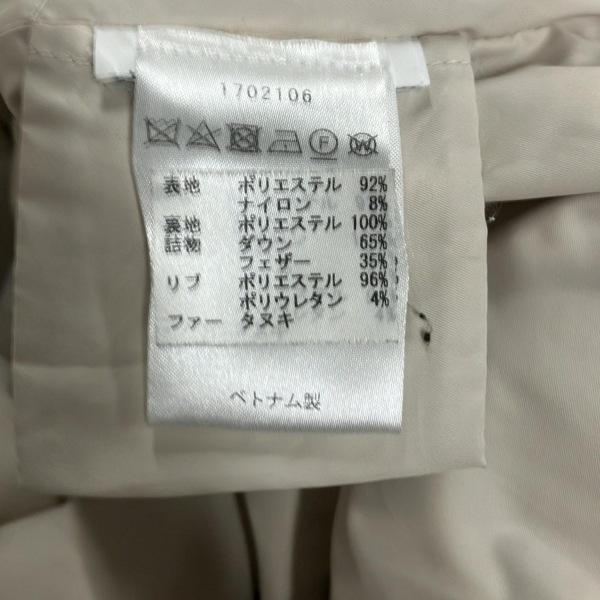 1702106
F W
表地 ポリエステル 92%
ナイロン 8%
裏地 ポリエステル 100%
詰物 ダウン 65%
フェザー 35%
リブ ポリエステル 96%
ポリウレタン 4%
ファー タヌキ
ベトナム製